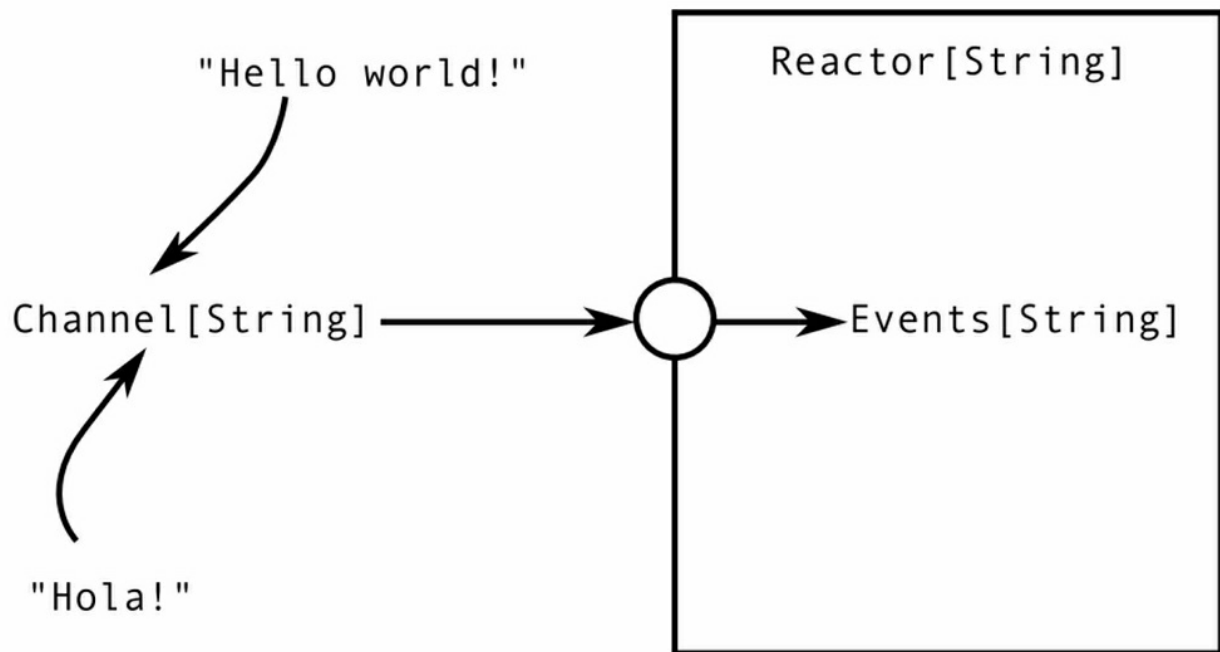 "Hello world!"
Reactor[String]
Channel[String]
Events[String]
"Hola!"